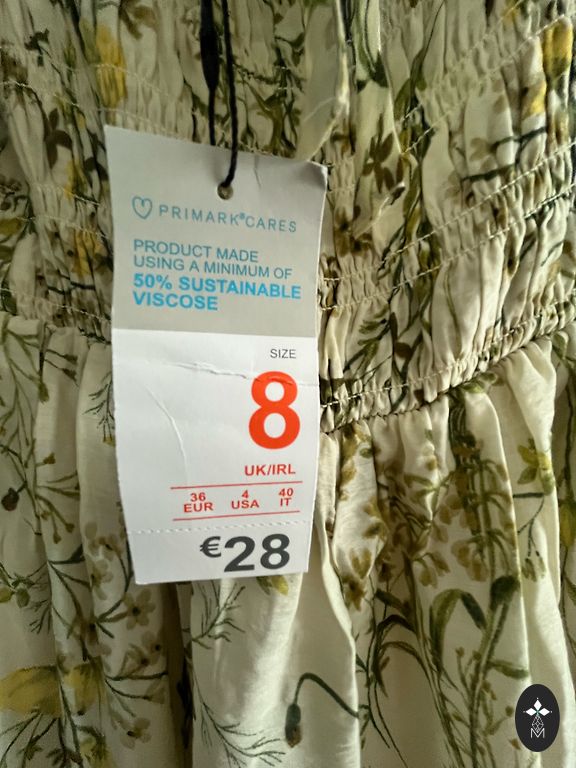 PRIMARK®CARES
PRODUCT MADE
USING A MINIMUM OF
50% SUSTAINABLE
VISCOSE
SIZE
8
UK/IRL
36 4 40
EUR USA IT
€28